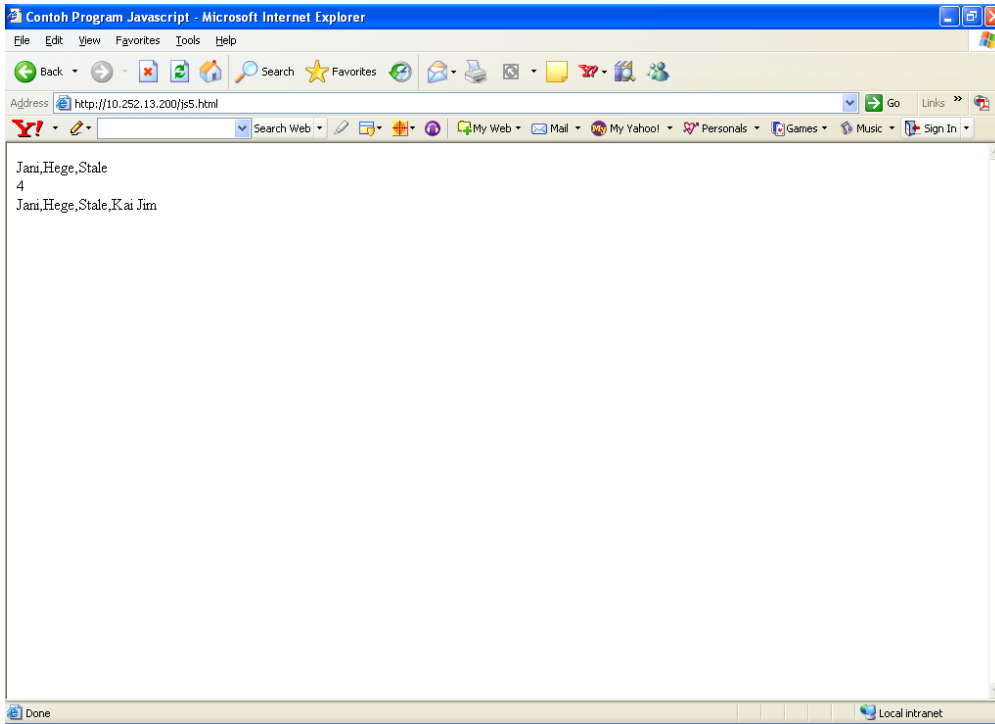 Contoh Program Javascript - Microsoft Internet Explorer
File Edit View Favorites Tools Help
Back Search Favorites
Address http://10.252.13.200/js5.html Go Links »
Y! Search Web My Web Mail My Yahoo! Personals Games Music Sign In
Jani,Hege,Stale
4
Jani,Hege,Stale,Kai Jim
Done Local intranet